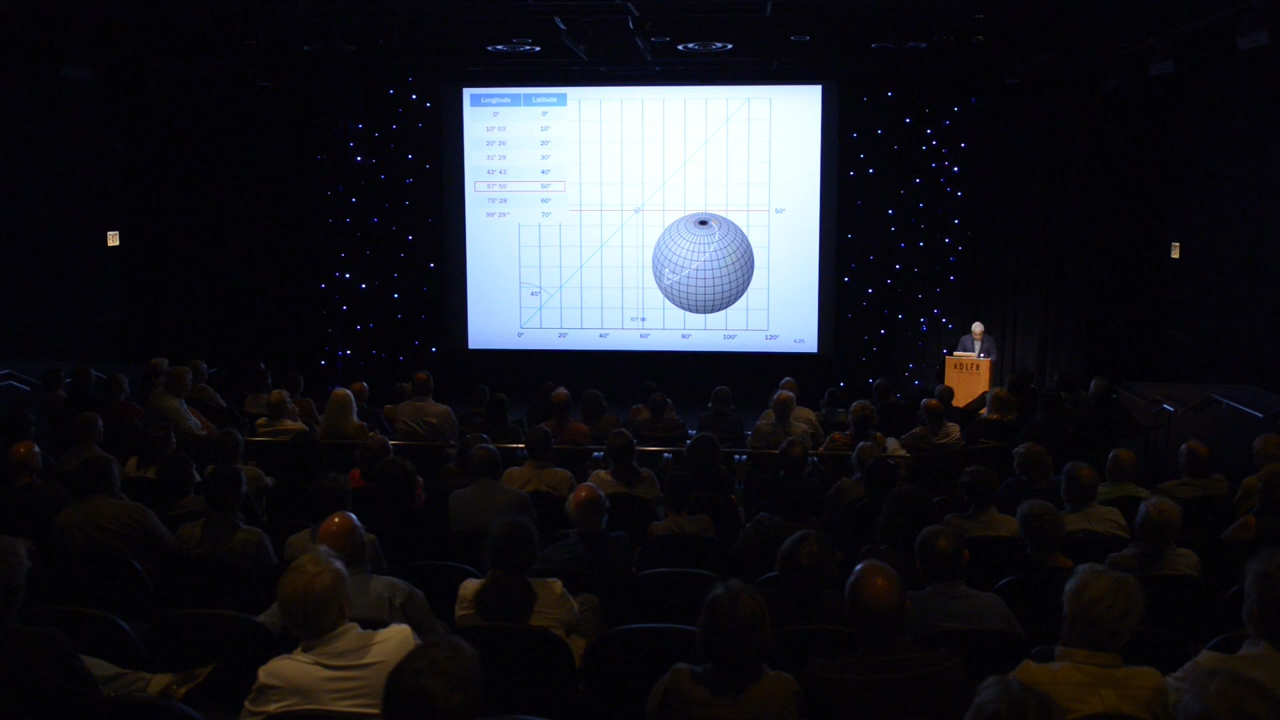 Longitude Latitude
0° 0°
10° 03' 10°
20° 26' 20°
31° 29' 30°
43° 43' 40°
57° 55' 50°
75° 28' 60°
99° 29' 70°
50°
45°
0° 20° 40° 60° 80° 100° 120°
EXIT
ADLER